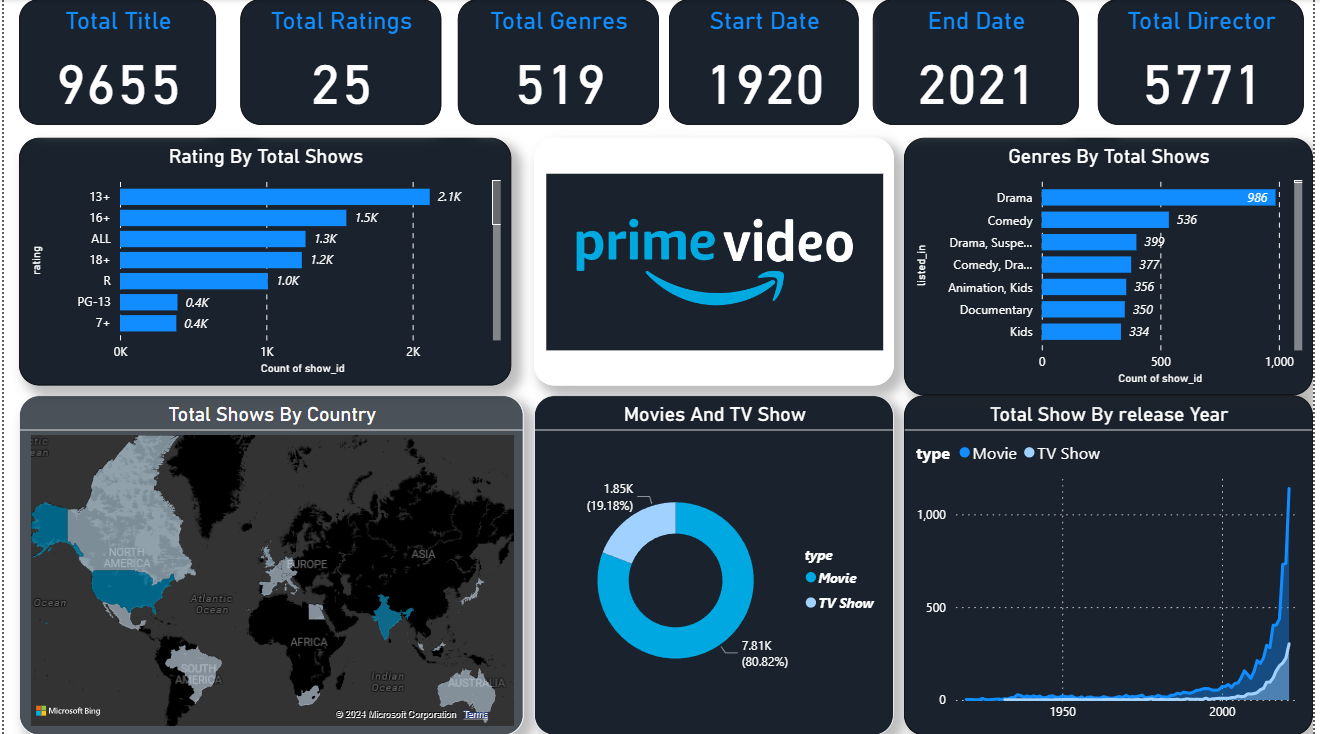 Total Title
9655
Total Ratings
25
Total Genres
519
Start Date
1920
End Date
2021
Total Director
5771
Rating By Total Shows
rating
13+ 2.1K
16+ 1.5K
ALL 1.3K
18+ 1.2K
R 1.0K
PG-13 0.4K
7+ 0.4K
0K 1K 2K
Count of show_id
prime video
Genres By Total Shows
listed_in
Drama 986
Comedy 536
Drama, Suspe... 399
Comedy, Dra... 377
Animation, Kids 356
Documentary 350
Kids 334
0 500 1,000
Count of show_id
Total Shows By Country
NORTH
AMERICA
EUROPE
ASIA
Ocean
Atlantic
Ocean
AFRICA
SOUTH
AMERICA
Indian
Ocean
AUSTRALIA
Microsoft Bing
© 2024 Microsoft Corporation Terms
Movies And TV Show
1.85K
(19.18%)
type
Movie
TV Show
7.81K
(80.82%)
Total Show By release Year
type Movie TV Show
1,000
500
0
1950 2000